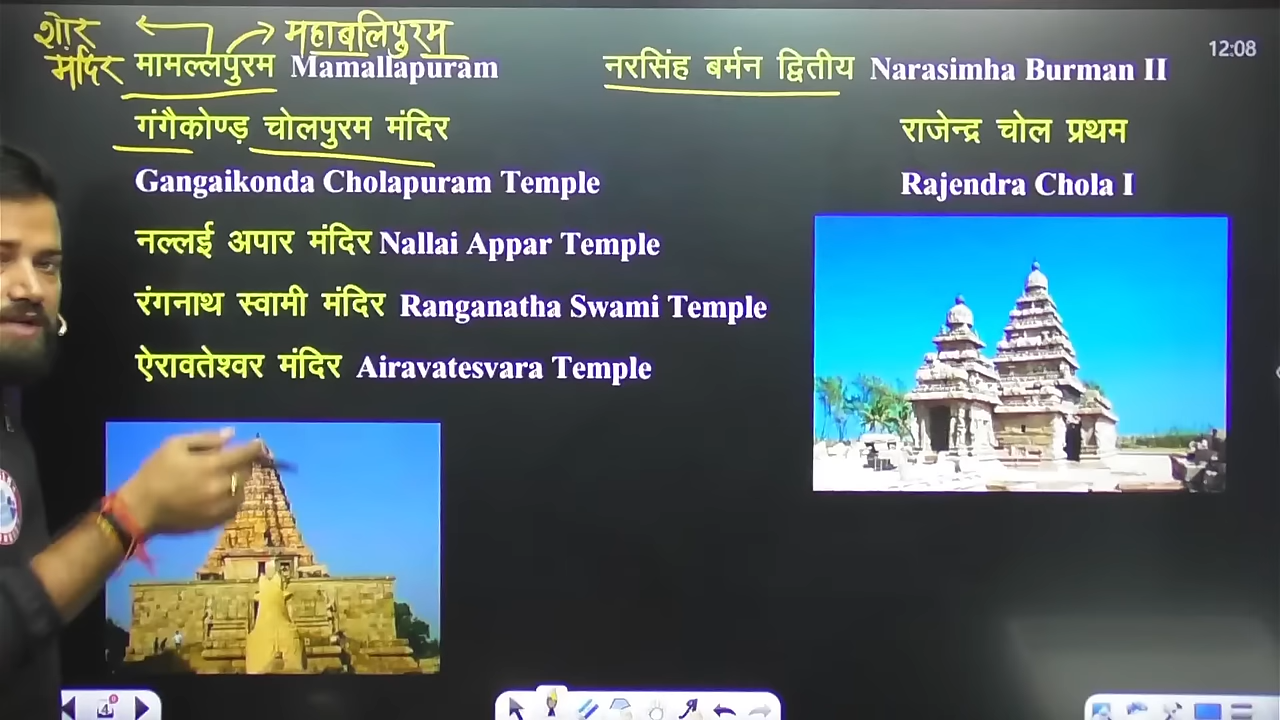 शोर मंदिर महाबलिपुरम
मामल्लपुरम Mamallapuram नरसिंह बर्मन द्वितीय Narasimha Burman II
गंगैकोण्ड़ चोलपुरम मंदिर राजेन्द्र चोल प्रथम
Gangaikonda Cholapuram Temple Rajendra Chola I
नल्लई अपार मंदिर Nallai Appar Temple
रंगनाथ स्वामी मंदिर Ranganatha Swami Temple
ऐरावतेश्वर मंदिर Airavatesvara Temple
12:08
4